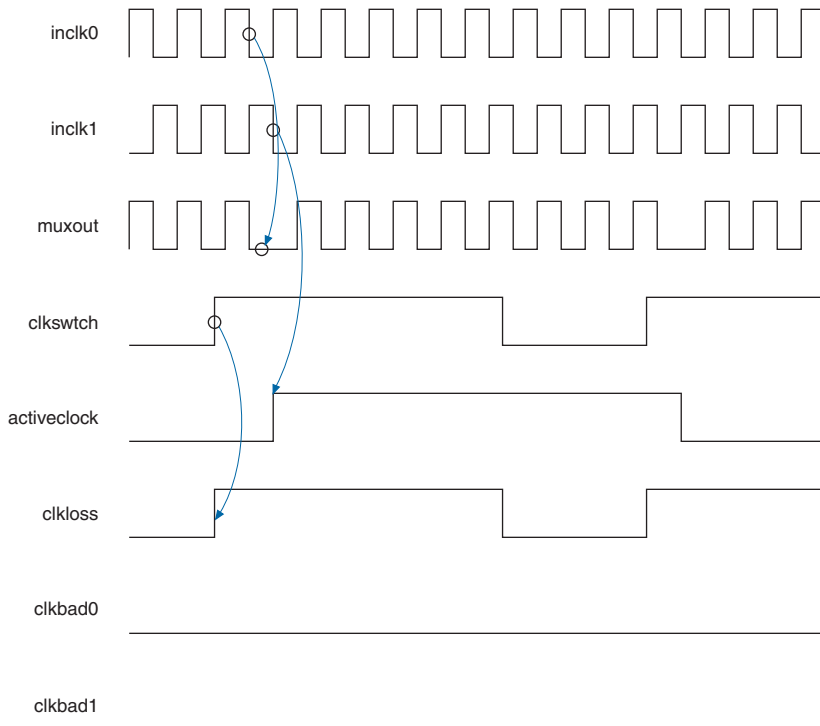 inclk0
inclk1
muxout
clkswtch
activeclock
clkloss
clkbad0
clkbad1